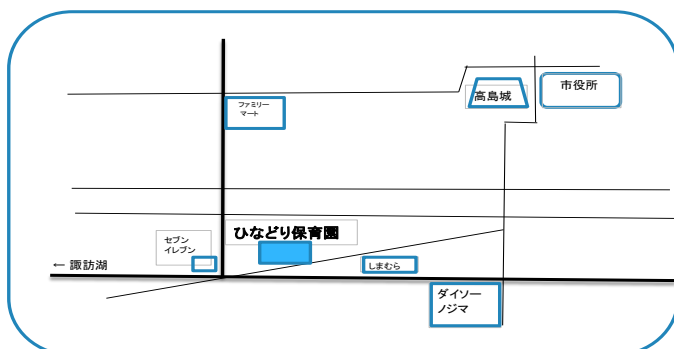 高島城
市役所
ファミリー
マート
ひなどり保育園
セブン
イレブン
← 諏訪湖
しまむら
ダイソー
ノジマ